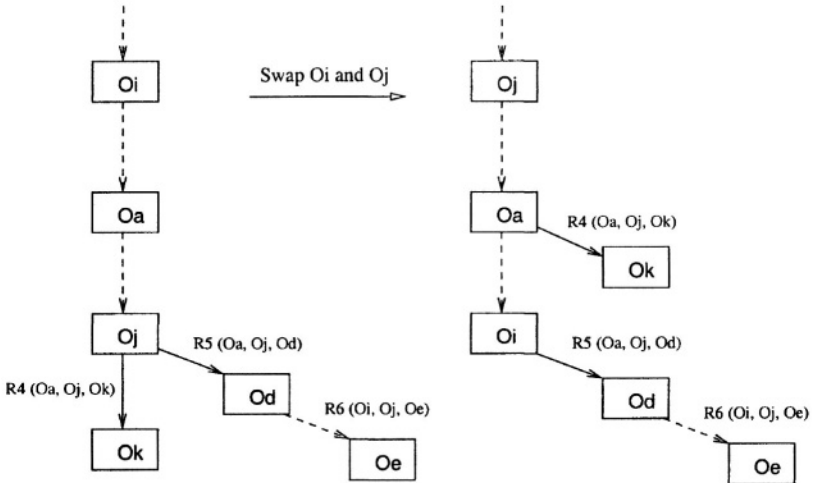 Oi
Swap Oi and Oj
Oj
Oa
Oa
R4 (Oa, Oj, Ok)
Ok
Oj
R5 (Oa, Oj, Od)
Oi
R5 (Oa, Oj, Od)
R4 (Oa, Oj, Ok)
Od
R6 (Oi, Oj, Oe)
Od
R6 (Oi, Oj, Oe)
Ok
Oe
Oe